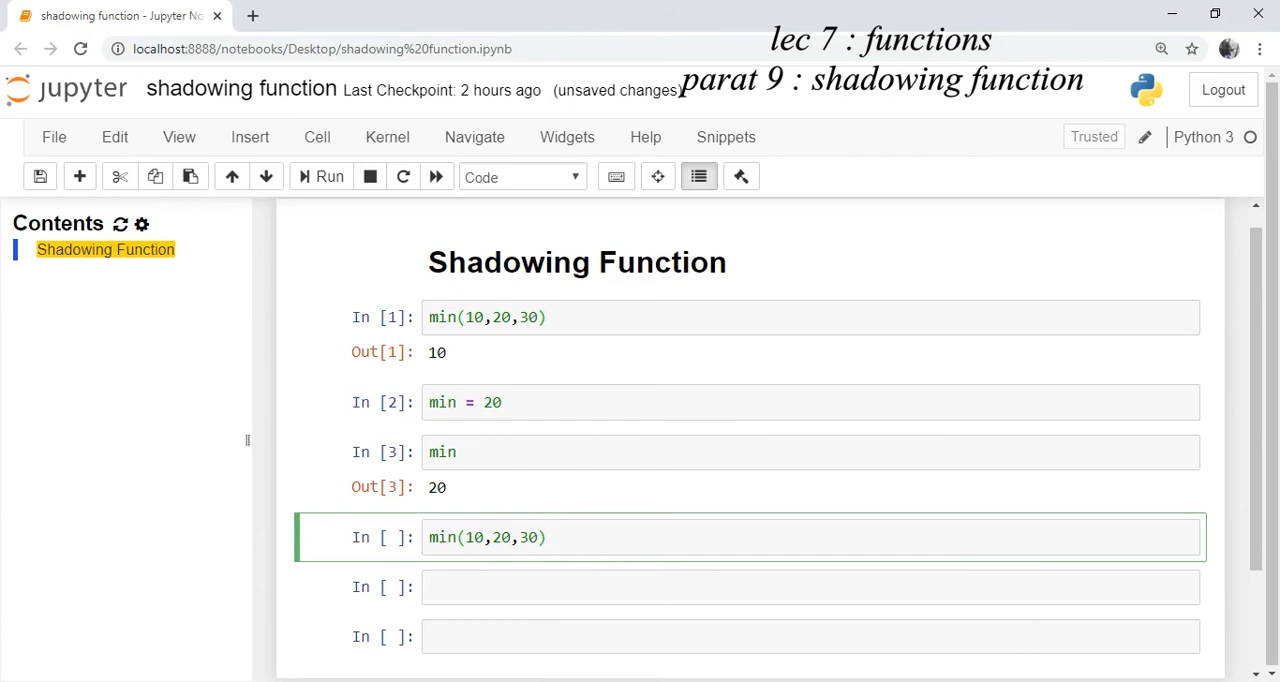 shadowing function - Jupyter No
lec 7 : functions
localhost:8888/notebooks/Desktop/shadowing%20function.ipynb
parat 9 : shadowing function
jupyter shadowing function Last Checkpoint: 2 hours ago (unsaved changes) Logout
File Edit View Insert Cell Kernel Navigate Widgets Help Snippets Trusted Python 3
Run Code
Contents
Shadowing Function
Shadowing Function
In [1]: min(10,20,30)
Out[1]: 10
In [2]: min = 20
In [3]: min
Out[3]: 20
In [ ]: min(10,20,30)
In [ ]:
In [ ]: